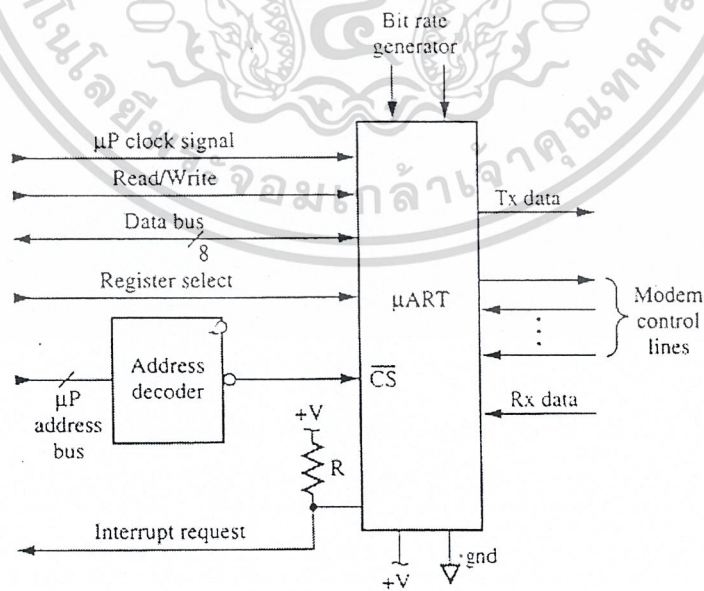 Bit rate
generator
μP clock signal
Read/Write
Data bus
8
Register select
μART
Tx data
Modem
control
lines
Address
decoder
CS
μP
address
bus
+V
R
Rx data
Interrupt request
+V
gnd